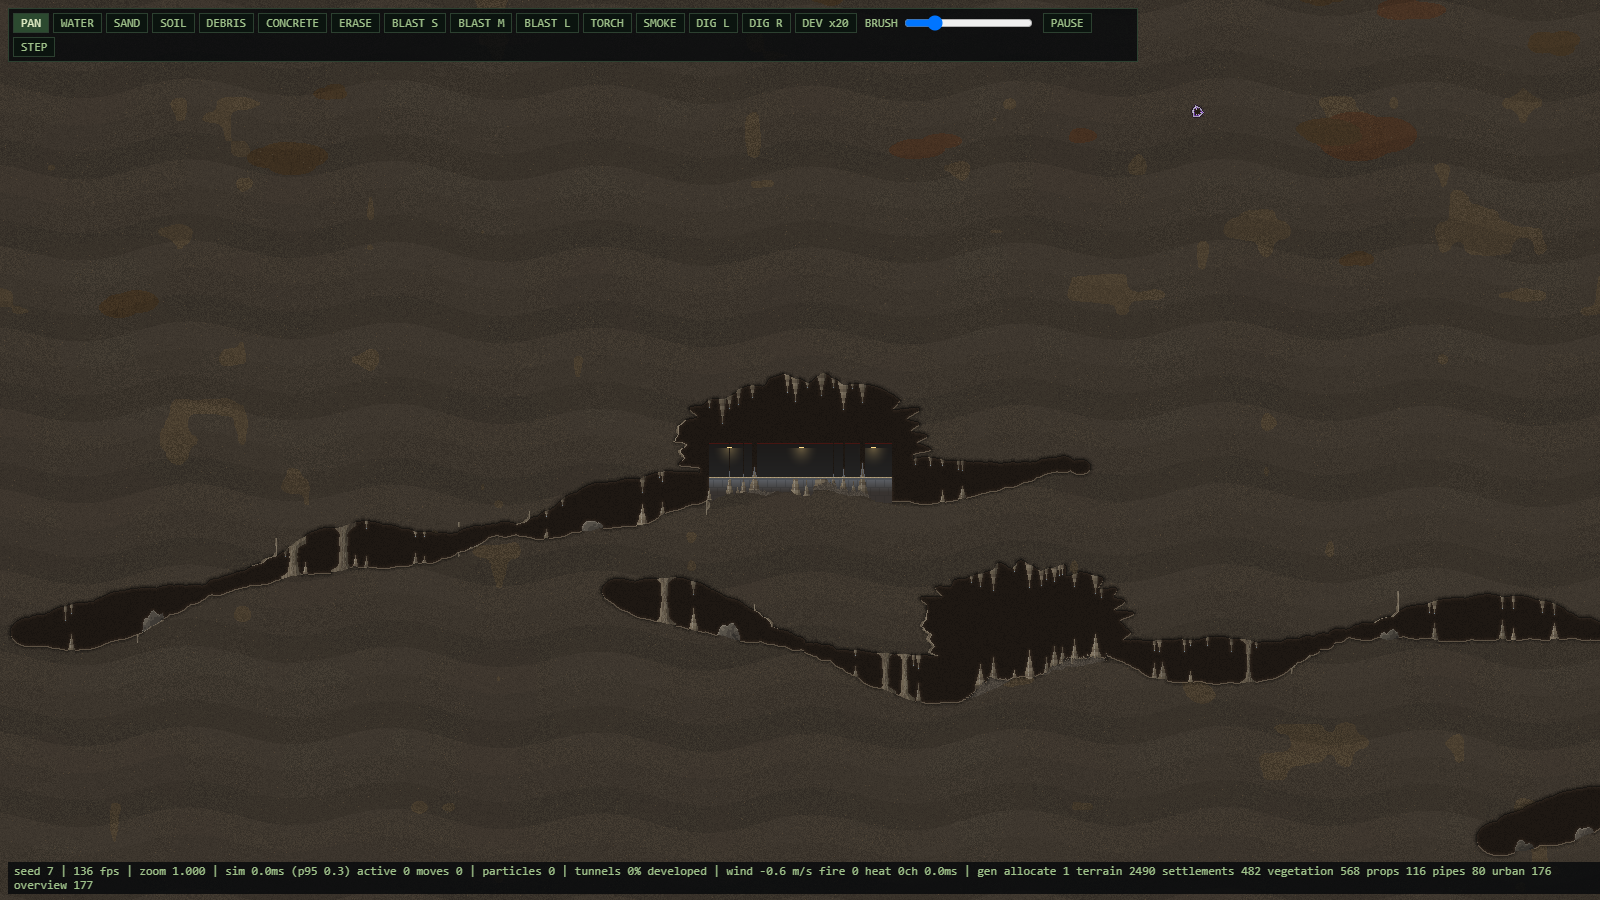 PAN WATER SAND SOIL DEBRIS CONCRETE ERASE BLAST S BLAST M BLAST L TORCH SMOKE DIG L DIG R DEV x20 BRUSH PAUSE
STEP
seed 7 | 136 fps | zoom 1.000 | sim 0.0ms (p95 0.3) active 0 moves 0 | particles 0 | tunnels 0% developed | wind -0.6 m/s fire 0 heat 0ch 0.0ms | gen allocate 1 terrain 2490 settlements 482 vegetation 568 props 116 pipes 80 urban 176
overview 177